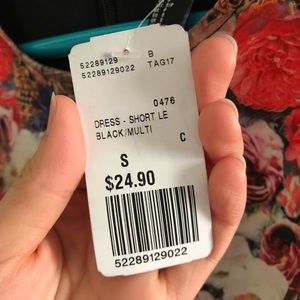 52289129 B
52289129022 TAG17
0476
DRESS - SHORT LE
BLACK/MULTI
S C
$24.90
52289129022